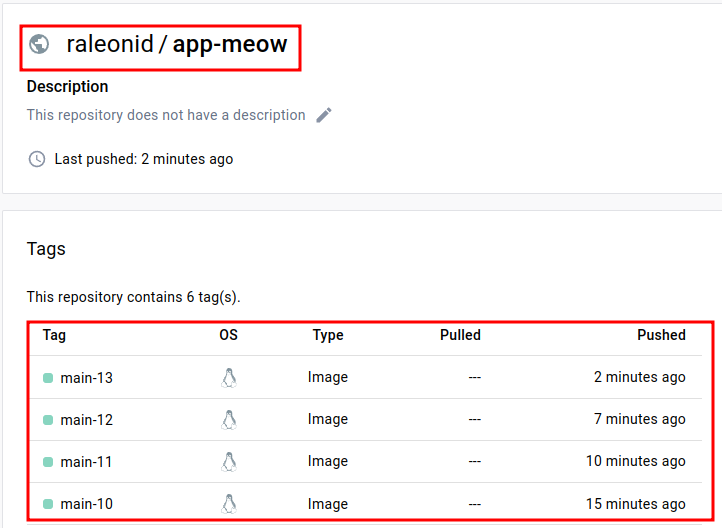 raleonid / app-meow
Description
This repository does not have a description
Last pushed: 2 minutes ago
Tags
This repository contains 6 tag(s).
Tag OS Type Pulled Pushed
main-13 Image --- 2 minutes ago
main-12 Image --- 7 minutes ago
main-11 Image --- 10 minutes ago
main-10 Image --- 15 minutes ago